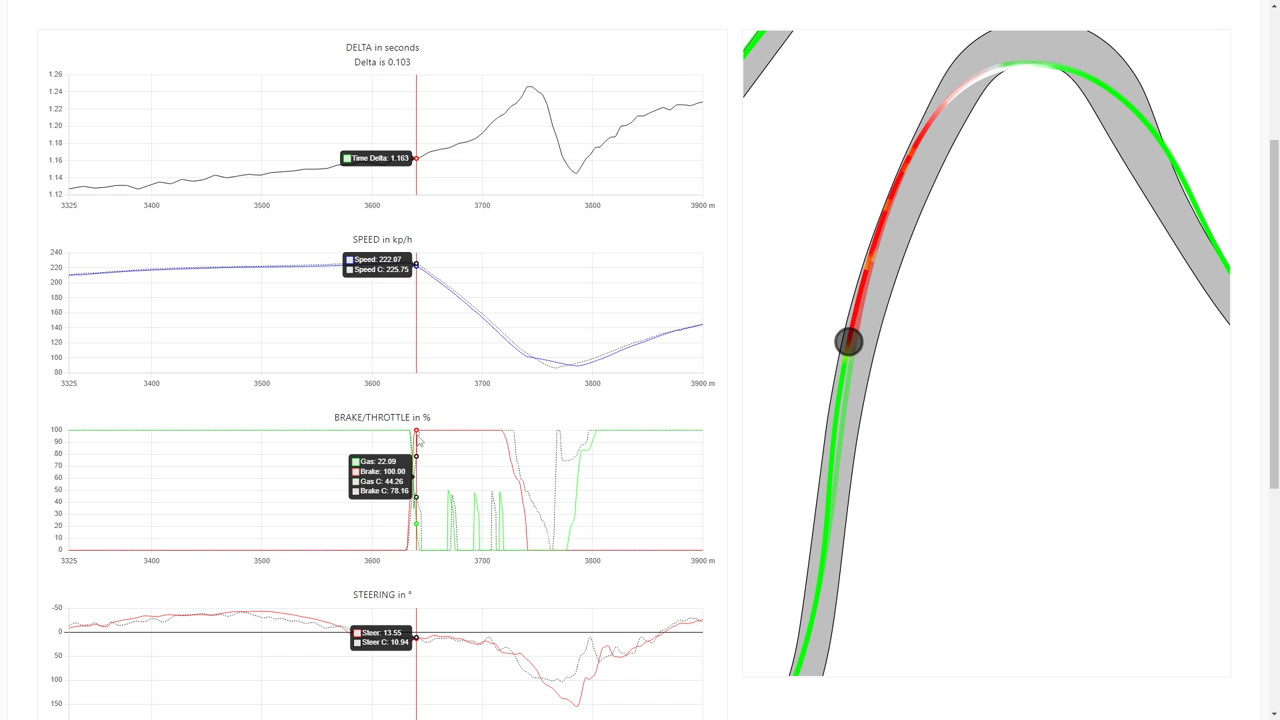 DELTA in seconds
Delta is 0.103
1.26
1.24
1.22
1.20
1.18
1.16
1.14
1.12
Time Delta: 1.163
3325 3400 3500 3600 3700 3800 3900 m
SPEED in kp/h
240
220
200
180
160
140
120
100
80
Speed: 222.07
Speed C: 225.75
3325 3400 3500 3600 3700 3800 3900 m
BRAKE/THROTTLE in %
100
90
80
70
60
50
40
30
20
10
0
Gas: 22.09
Brake: 100.00
Gas C: 44.26
Brake C: 78.16
3325 3400 3500 3600 3700 3800 3900 m
STEERING in °
-50
0
50
100
150
Steer: 13.55
Steer C: 10.94